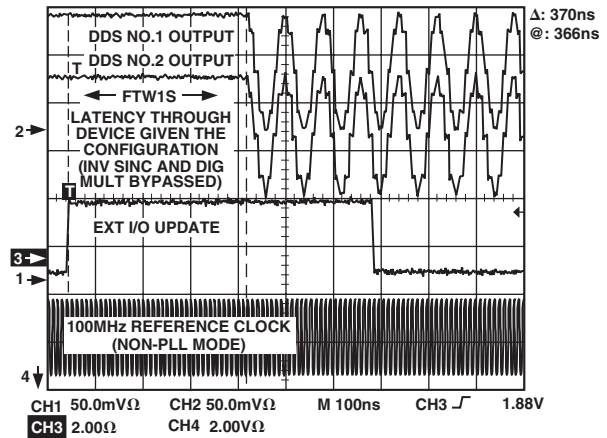 Δ: 370ns
@: 366ns
DDS NO.1 OUTPUT
T DDS NO.2 OUTPUT
FTW1S
LATENCY THROUGH
DEVICE GIVEN THE
CONFIGURATION
(INV SINC AND DIG
MULT BYPASSED)
2
T
EXT I/O UPDATE
3
1
100MHz REFERENCE CLOCK
(NON-PLL MODE)
4
CH1 50.0mVΩ CH2 50.0mVΩ M 100ns CH3 1.88V
CH3 2.00Ω CH4 2.00VΩ